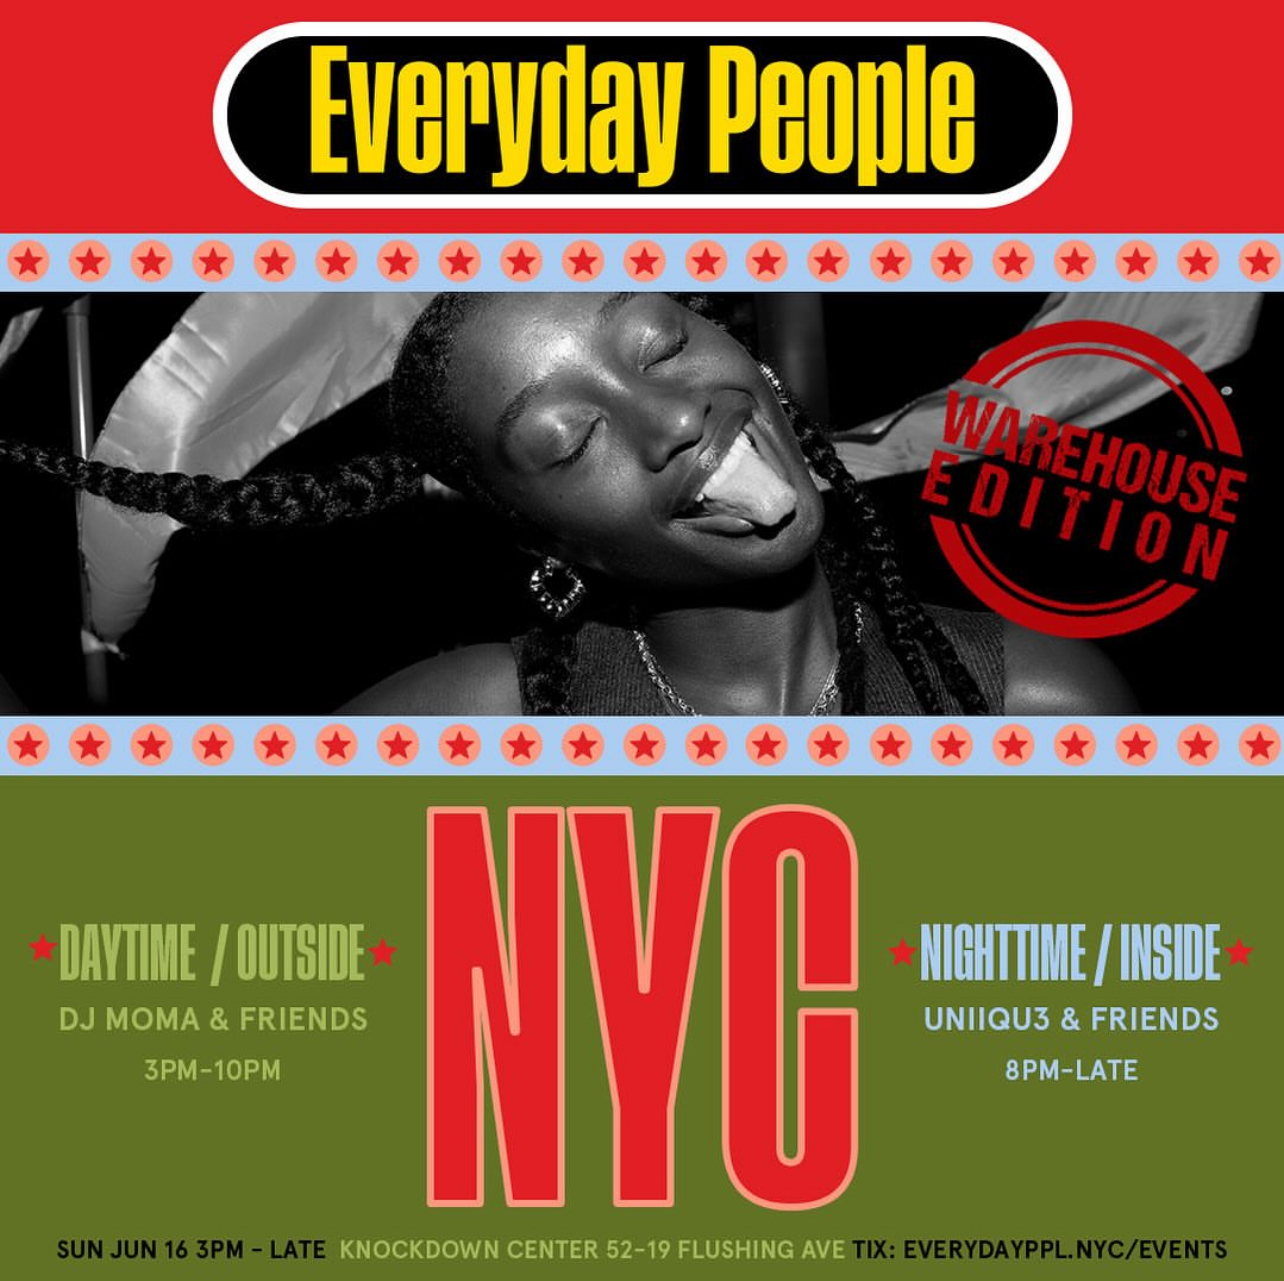 Everyday People
WAREHOUSE
EDITION
NYC
DAYTIME / OUTSIDE
DJ MOMA & FRIENDS
3PM-10PM
NIGHTTIME / INSIDE
UNIIQU3 & FRIENDS
8PM-LATE
SUN JUN 16 3PM - LATE KNOCKDOWN CENTER 52-19 FLUSHING AVE TIX: EVERYDAYPPL.NYC/EVENTS